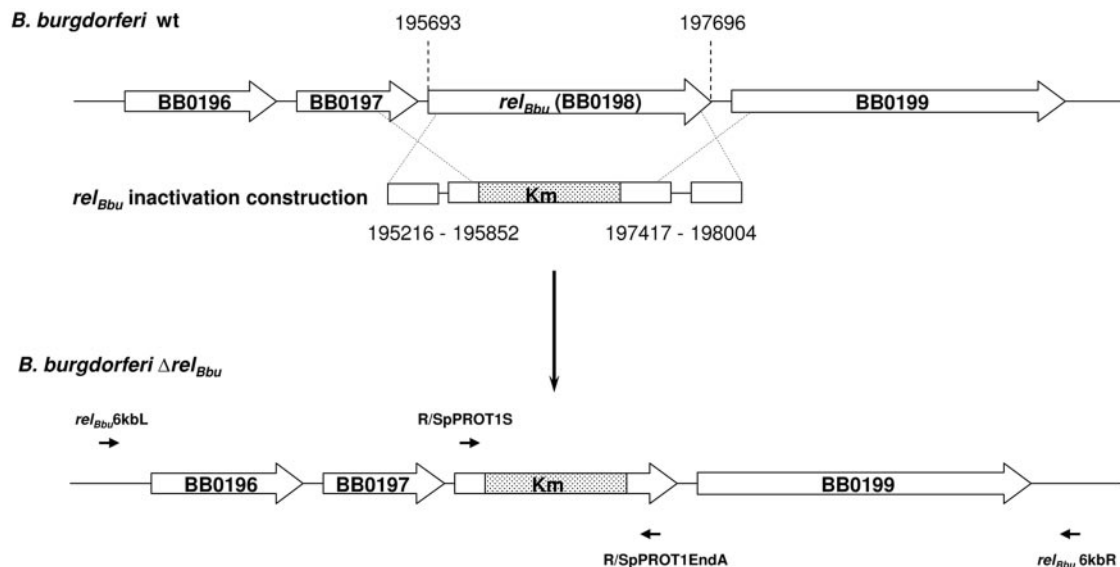 B. burgdorferi wt
195693 197696
BB0196 BB0197 relBbu (BB0198) BB0199
relBbu inactivation construction Km
195216 - 195852 197417 - 198004
B. burgdorferi ΔrelBbu
relBbu6kbL R/SpPROT1S
BB0196 BB0197 Km BB0199
R/SpPROT1EndA relBbu 6kbR